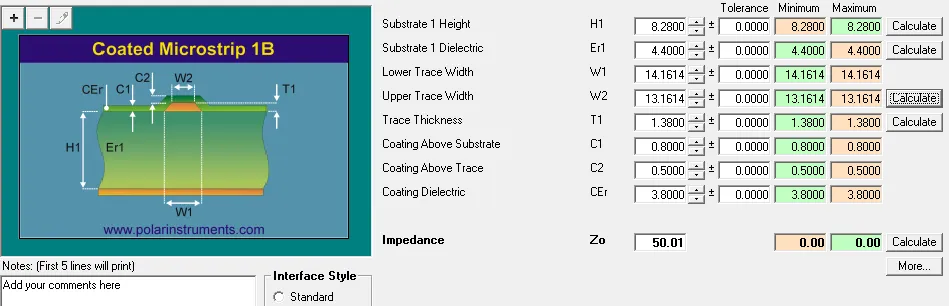 Tolerance Minimum Maximum
Substrate 1 Height H1 8.2800 ± 0.0000 8.2800 8.2800 Calculate
Substrate 1 Dielectric Er1 4.4000 ± 0.0000 4.4000 4.4000 Calculate
Lower Trace Width W1 14.1614 ± 0.0000 14.1614 14.1614
Upper Trace Width W2 13.1614 ± 0.0000 13.1614 13.1614 Calculate
Trace Thickness T1 1.3800 ± 0.0000 1.3800 1.3800 Calculate
Coating Above Substrate C1 0.8000 ± 0.0000 0.8000 0.8000
Coating Above Trace C2 0.5000 ± 0.0000 0.5000 0.5000
Coating Dielectric CEr 3.8000 ± 0.0000 3.8000 3.8000
Impedance Zo 50.01 0.00 0.00 Calculate
More...
Coated Microstrip 1B
C2 W2
CEr C1 T1
H1 Er1
W1
www.polarinstruments.com
Notes: (First 5 lines will print)
Add your comments here
Interface Style
Standard